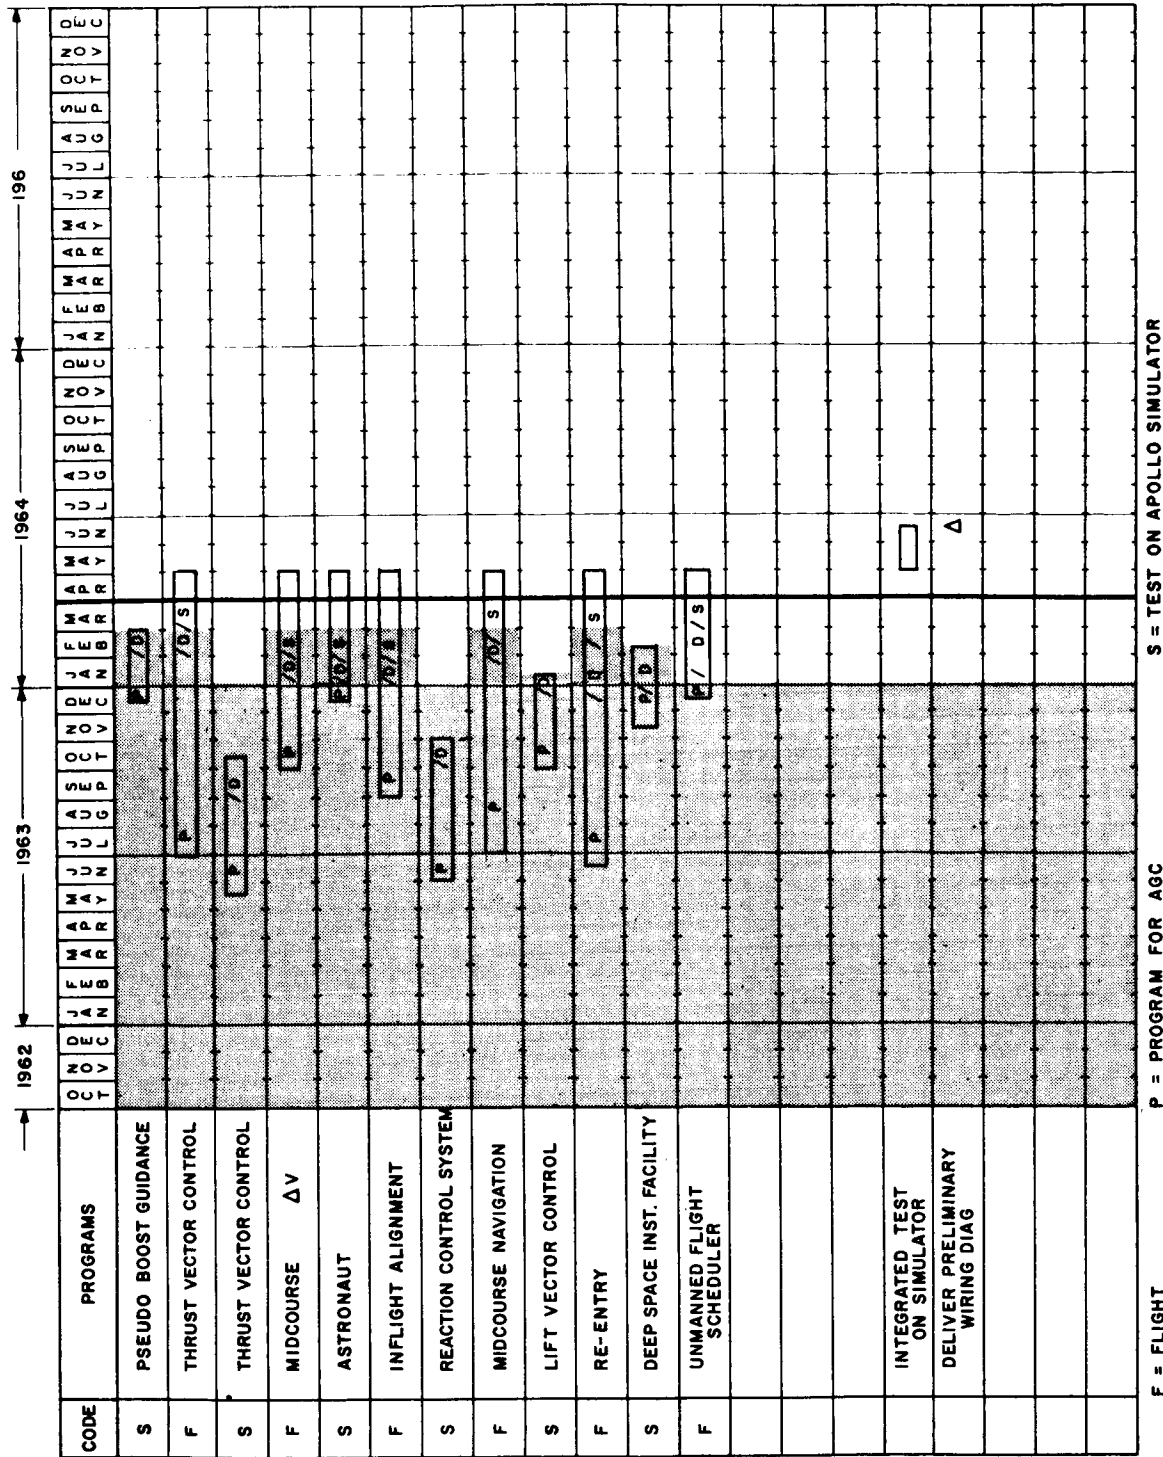 1962 1963 1964 196
CODE PROGRAMS OCT NOV DEC JAN FEB MAR APR MAY JUN JUL AUG SEP OCT NOV DEC JAN FEB MAR APR MAY JUN JUL AUG SEP OCT NOV DEC JAN FEB MAR APR MAY JUN JUL AUG SEP OCT NOV DEC
S PSEUDO BOOST GUIDANCE P /D
F THRUST VECTOR CONTROL P /D/S
S THRUST VECTOR CONTROL P /D
F MIDCOURSE ΔV P /D/S
S ASTRONAUT P/D/S
F INFLIGHT ALIGNMENT P /D/S
S REACTION CONTROL SYSTEM P /D
F MIDCOURSE NAVIGATION P /D/ S
S LIFT VECTOR CONTROL P /D
F RE-ENTRY P / D / S
S DEEP SPACE INST. FACILITY P/ D
F UNMANNED FLIGHT P / D / S
SCHEDULER
INTEGRATED TEST
ON SIMULATOR
DELIVER PRELIMINARY Δ
WIRING DIAG
F = FLIGHT P = PROGRAM FOR AGC S = TEST ON APOLLO SIMULATOR